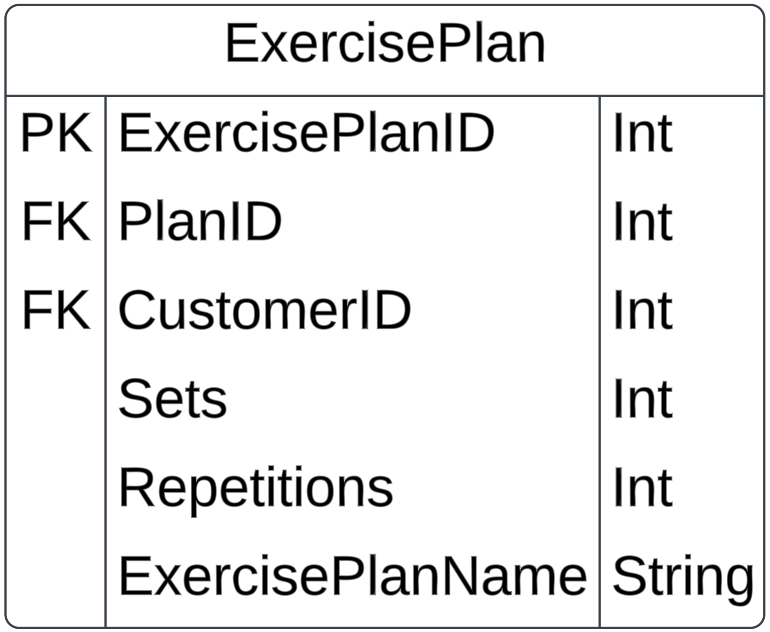 ExercisePlan
PK ExercisePlanID Int
FK PlanID Int
FK CustomerID Int
Sets Int
Repetitions Int
ExercisePlanName String